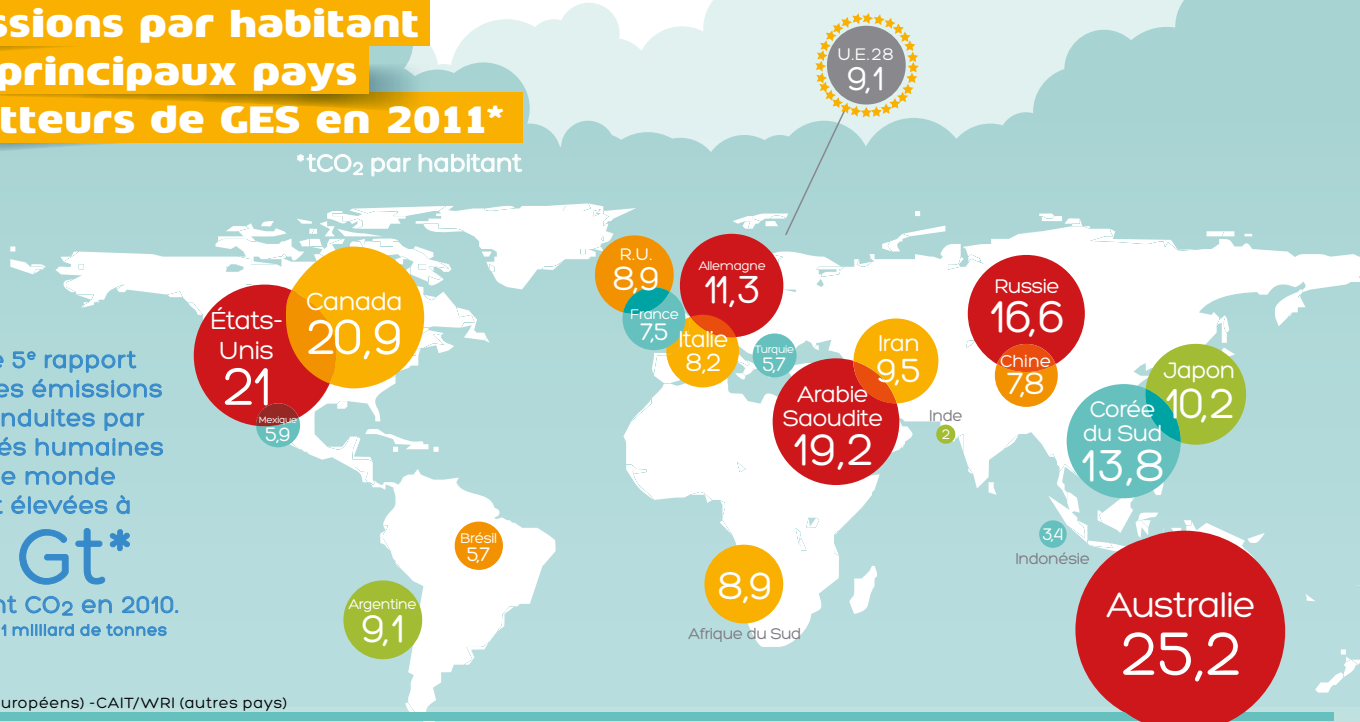 ssions par habitant
principaux pays
tteurs de GES en 2011*
*tCO2 par habitant
U.E.28
9,1
R.U.
8,9
Allemagne
11,3
France
7,5
Italie
8,2
Turquie
5,7
Russie
16,6
Chine
7,8
Iran
9,5
Arabie
Saoudite
19,2
Inde
2
Japon
10,2
Corée
du Sud
13,8
Canada
20,9
États-
Unis
21
Mexique
5,9
e 5e rapport
es émissions
nduites par
és humaines
e monde
t élevées à
Gt*
nt CO2 en 2010.
1 milliard de tonnes
Brésil
5,7
Argentine
9,1
8,9
Afrique du Sud
3,4
Indonésie
Australie
25,2
uropéens) -CAIT/WRI (autres pays)